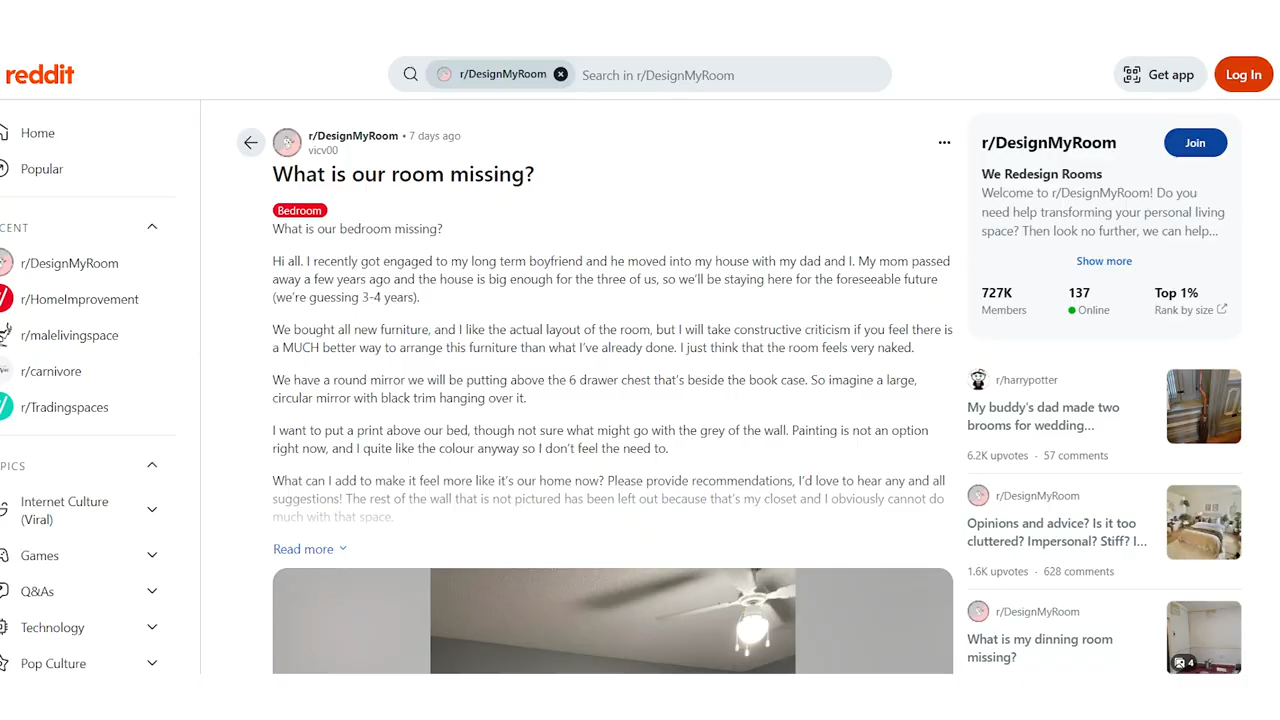 reddit
r/DesignMyRoom
Search in r/DesignMyRoom
Get app
Log In
Home
Popular
CENT
r/DesignMyRoom
r/HomeImprovement
r/malelivingspace
r/carnivore
r/Tradingspaces
PICS
Internet Culture
(Viral)
Games
Q&As
Technology
Pop Culture
r/DesignMyRoom • 7 days ago
vicv00
What is our room missing?
Bedroom
What is our bedroom missing?
Hi all. I recently got engaged to my long term boyfriend and he moved into my house with my dad and I. My mom passed
away a few years ago and the house is big enough for the three of us, so we’ll be staying here for the foreseeable future
(we’re guessing 3-4 years).
We bought all new furniture, and I like the actual layout of the room, but I will take constructive criticism if you feel there is
a MUCH better way to arrange this furniture than what I’ve already done. I just think that the room feels very naked.
We have a round mirror we will be putting above the 6 drawer chest that’s beside the book case. So imagine a large,
circular mirror with black trim hanging over it.
I want to put a print above our bed, though not sure what might go with the grey of the wall. Painting is not an option
right now, and I quite like the colour anyway so I don’t feel the need to.
What can I add to make it feel more like it’s our home now? Please provide recommendations, I’d love to hear any and all
suggestions! The rest of the wall that is not pictured has been left out because that’s my closet and I obviously cannot do
much with that space.
Read more
r/DesignMyRoom
Join
We Redesign Rooms
Welcome to r/DesignMyRoom! Do you
need help transforming your personal living
space? Then look no further, we can help...
Show more
727K
137
Top 1%
Members
Online
Rank by size
r/harrypotter
My buddy's dad made two
brooms for wedding...
6.2K upvotes · 57 comments
r/DesignMyRoom
Opinions and advice? Is it too
cluttered? Impersonal? Stiff? I...
1.6K upvotes · 628 comments
r/DesignMyRoom
What is my dinning room
missing?
4